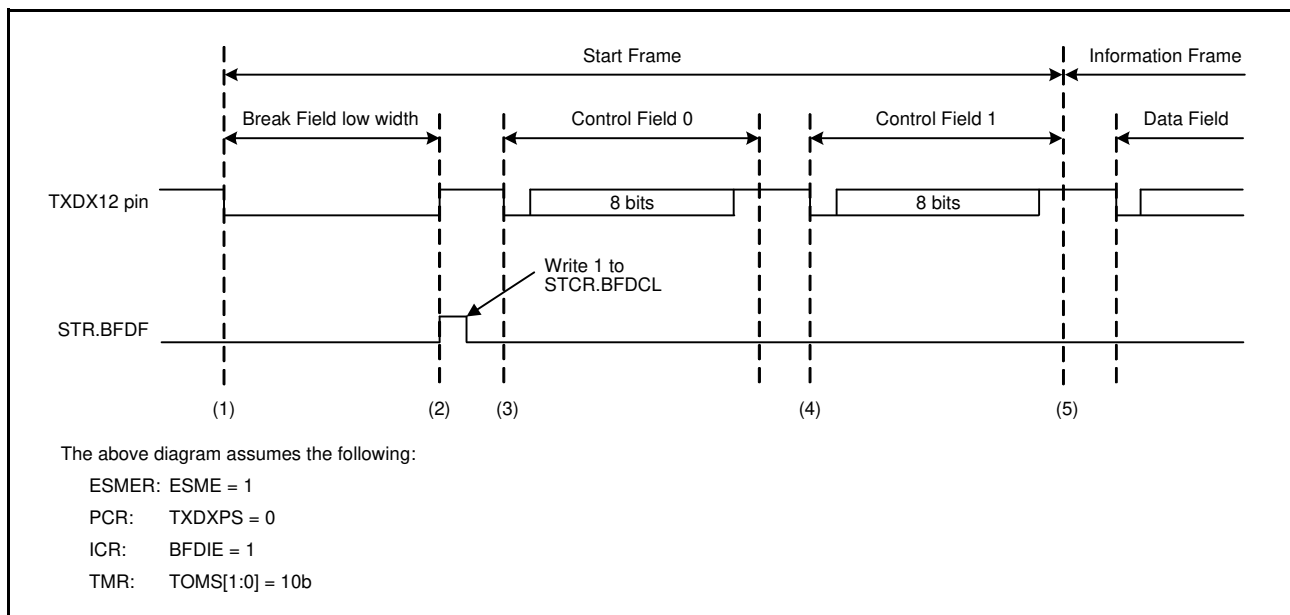 Start Frame
Information Frame
Break Field low width
Control Field 0
Control Field 1
Data Field
TXDX12 pin
8 bits
8 bits
Write 1 to
STCR.BFDCL
STR.BFDF
(1)
(2)
(3)
(4)
(5)
The above diagram assumes the following:
ESMER: ESME = 1
PCR: TXDXPS = 0
ICR: BFDIE = 1
TMR: TOMS[1:0] = 10b